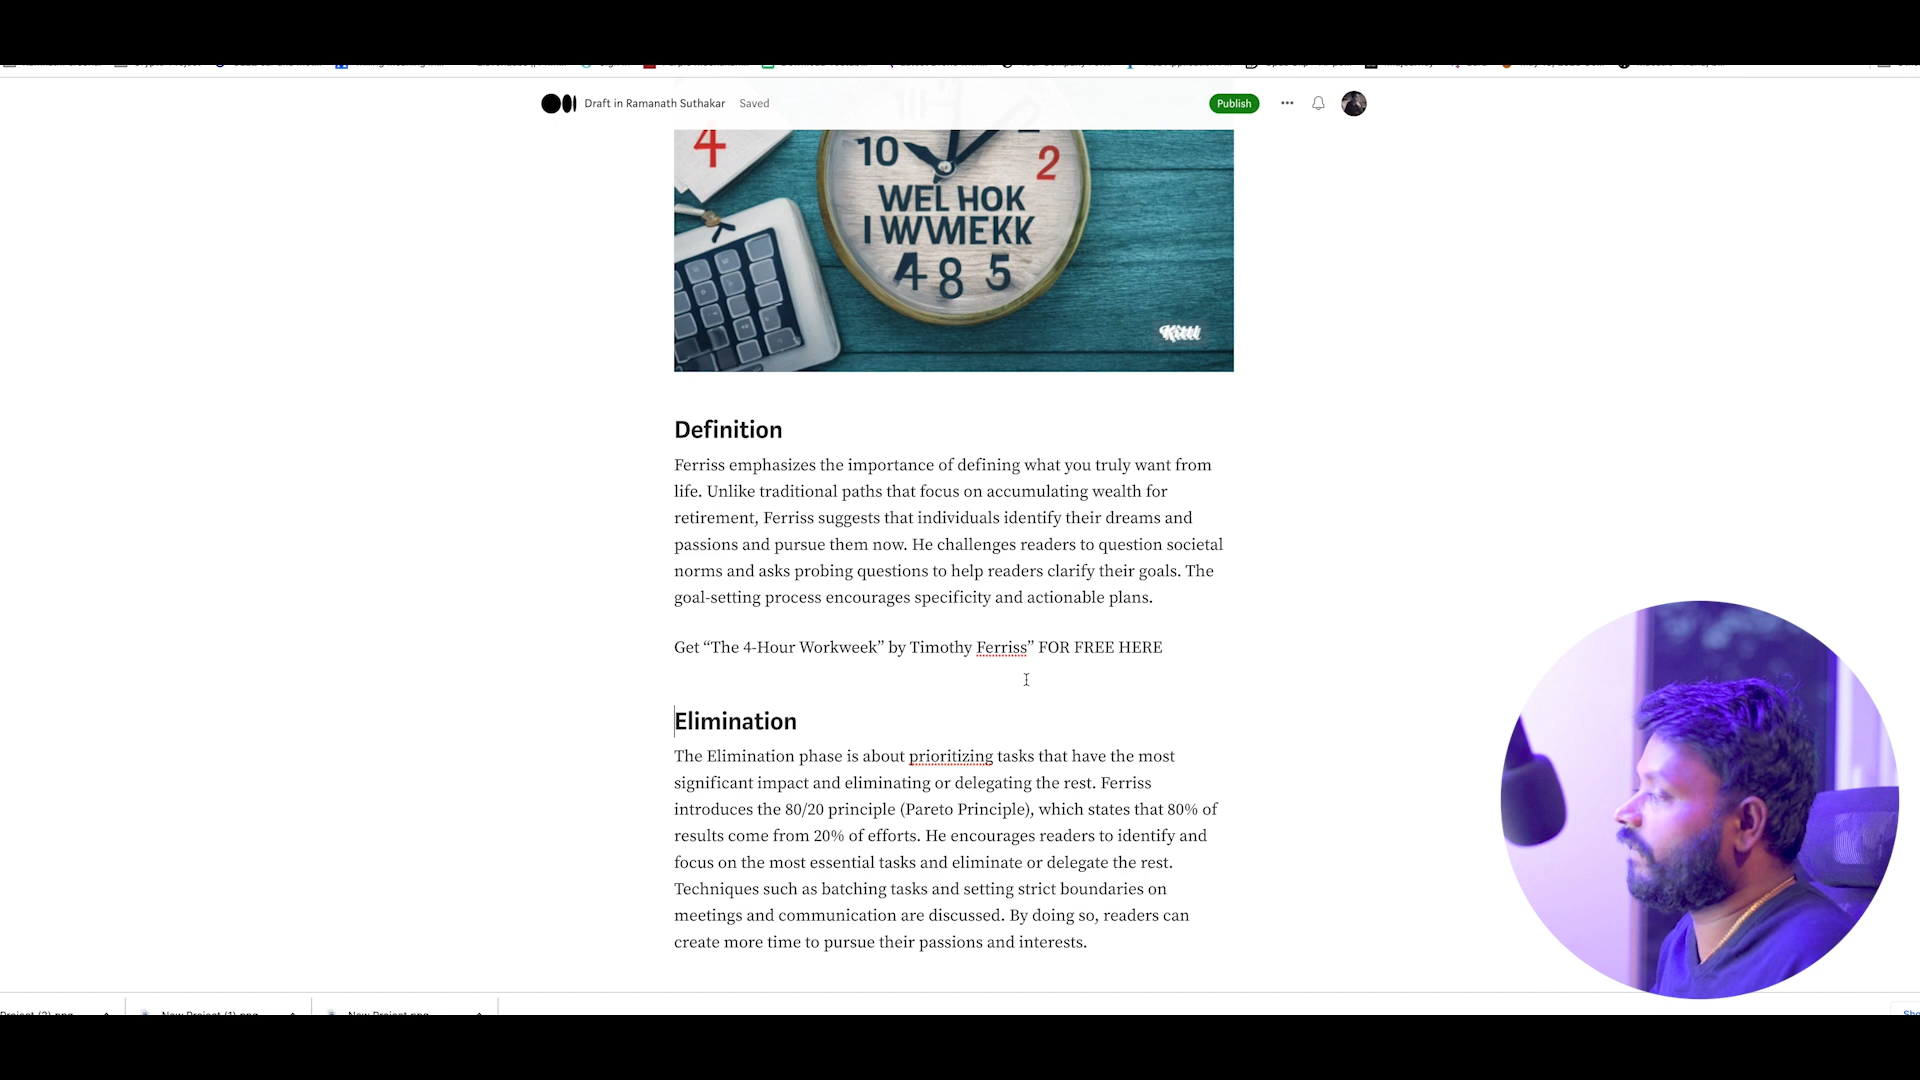 Draft in Ramanath Suthakar Saved
Publish
4
10
2
WEL HOK
I WWIEKK
4 8 5
Kittl
Definition
Ferriss emphasizes the importance of defining what you truly want from
life. Unlike traditional paths that focus on accumulating wealth for
retirement, Ferriss suggests that individuals identify their dreams and
passions and pursue them now. He challenges readers to question societal
norms and asks probing questions to help readers clarify their goals. The
goal-setting process encourages specificity and actionable plans.
Get “The 4-Hour Workweek” by Timothy Ferriss” FOR FREE HERE
Elimination
The Elimination phase is about prioritizing tasks that have the most
significant impact and eliminating or delegating the rest. Ferriss
introduces the 80/20 principle (Pareto Principle), which states that 80% of
results come from 20% of efforts. He encourages readers to identify and
focus on the most essential tasks and eliminate or delegate the rest.
Techniques such as batching tasks and setting strict boundaries on
meetings and communication are discussed. By doing so, readers can
create more time to pursue their passions and interests.